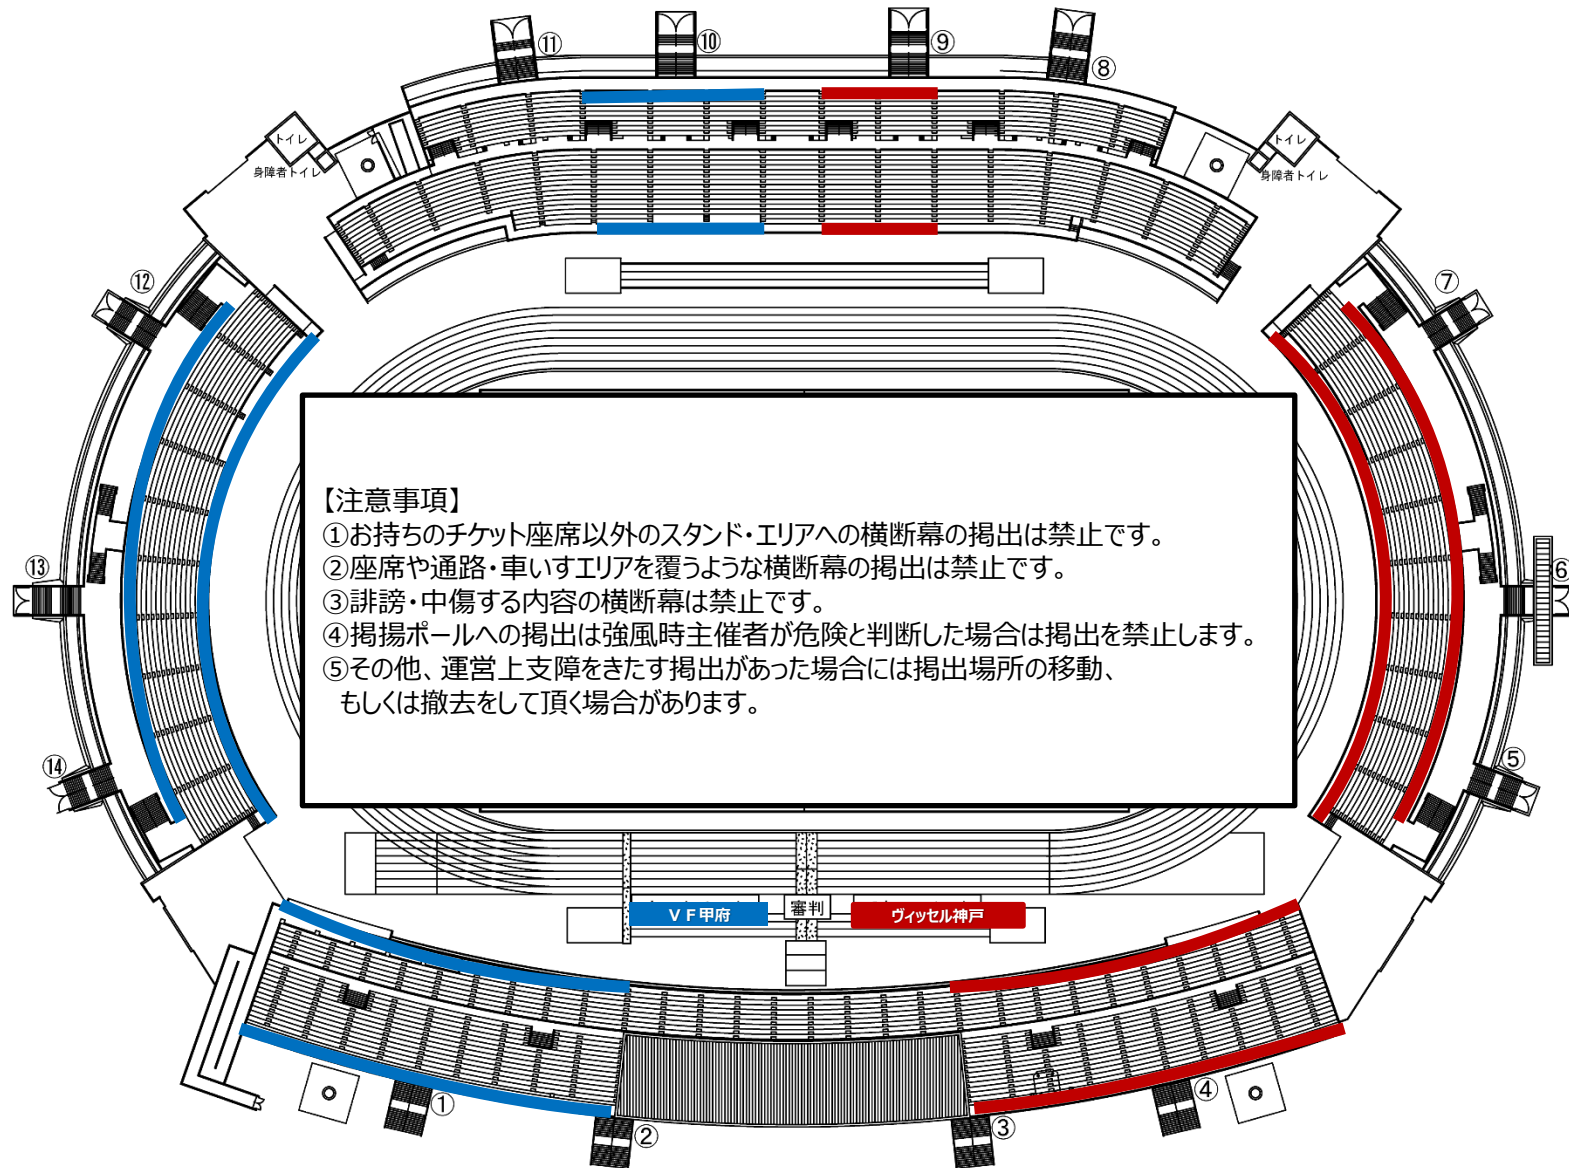 ⑪
⑩
⑨
⑧
トイレ
身障者トイレ
トイレ
身障者トイレ
⑫
⑦
【注意事項】
①お持ちのチケット座席以外のスタンド・エリアへの横断幕の掲出は禁止です。
②座席や通路・車いすエリアを覆うような横断幕の掲出は禁止です。
③誹謗・中傷する内容の横断幕は禁止です。
④掲揚ポールへの掲出は強風時主催者が危険と判断した場合は掲出を禁止します。
⑤その他、運営上支障をきたす掲出があった場合には掲出場所の移動、
もしくは撤去をして頂く場合があります。
⑬
⑥
⑭
⑤
ＶＦ甲府
審判
ヴィッセル神戸
①
②
③
④